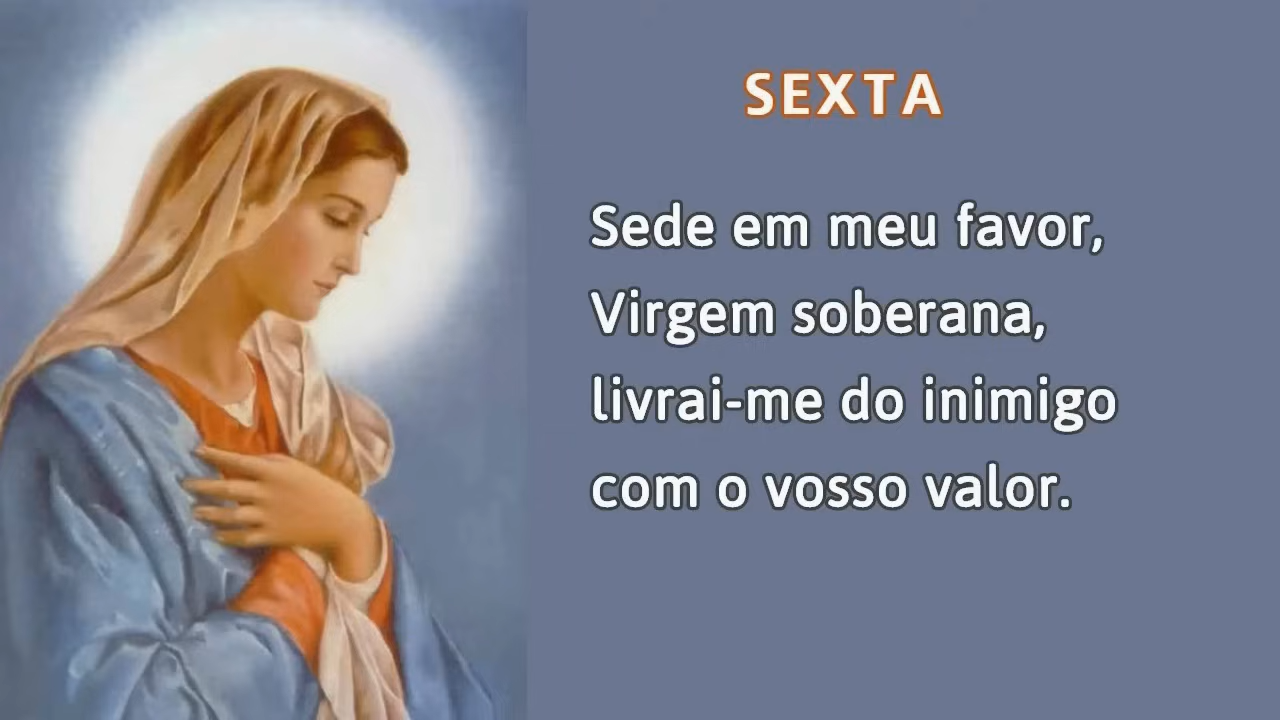 SEXTA
Sede em meu favor,
Virgem soberana,
livrai-me do inimigo
com o vosso valor.